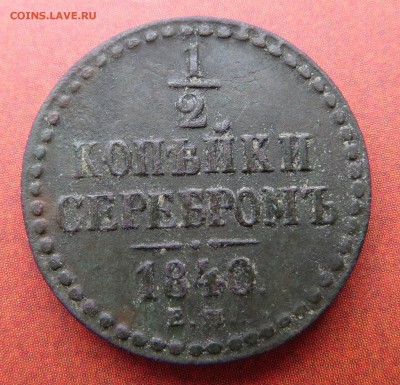 COINS.LAVE.RU
1
2
КОПѢЙКИ
СЕРЕБРОМЪ
1840
Е.М.